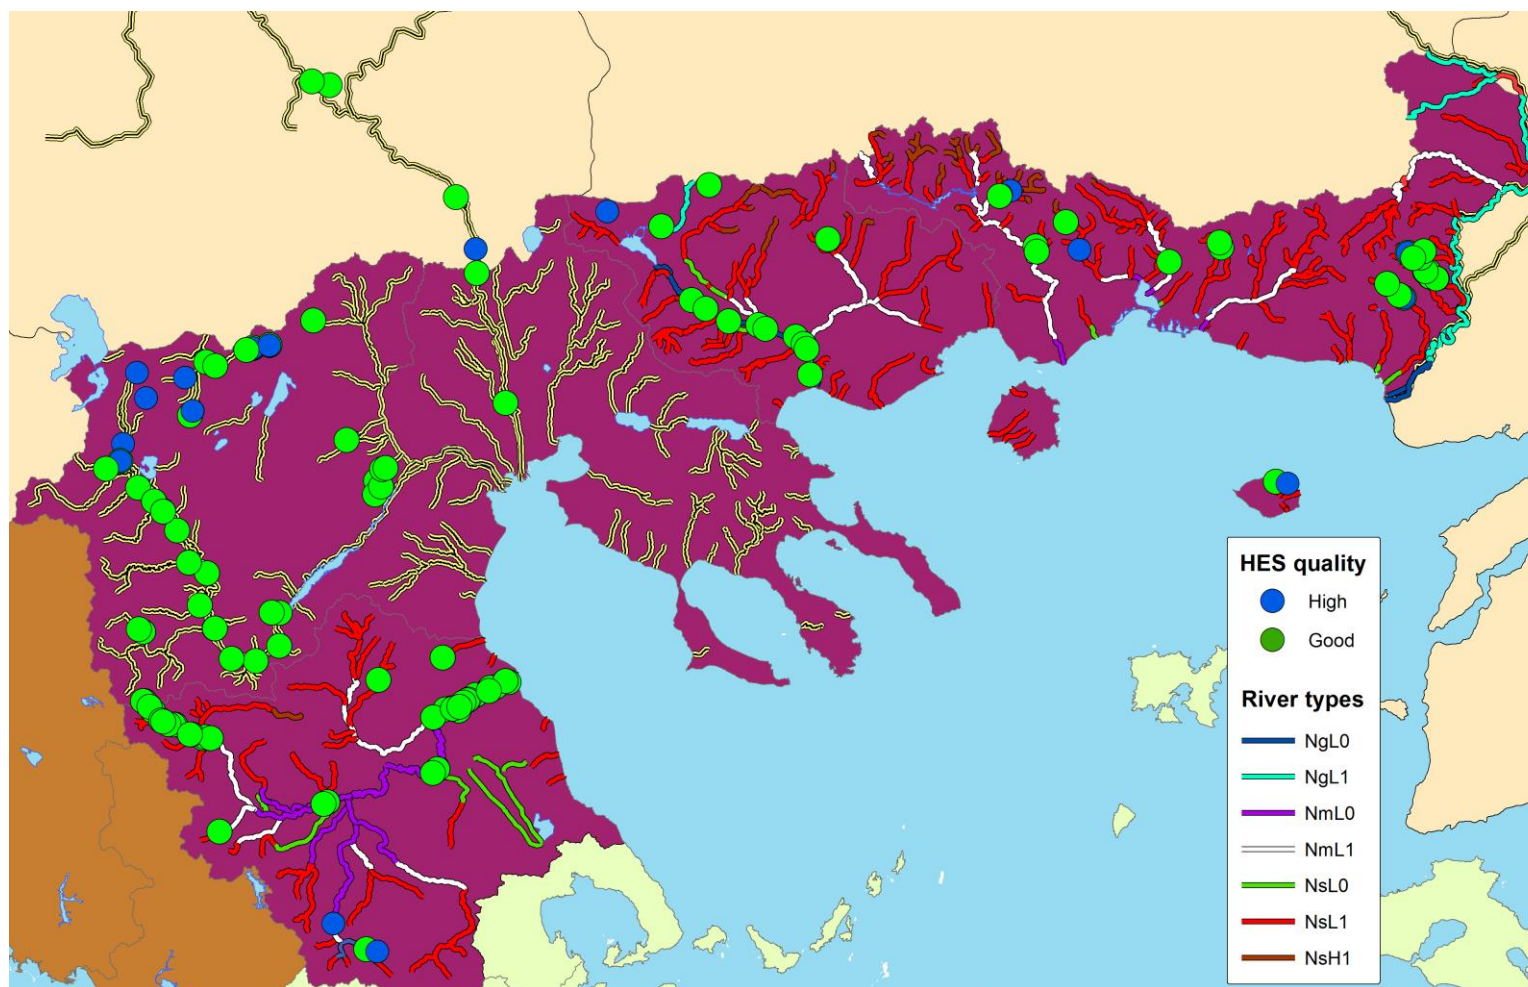 HES quality
High
Good
River types
NgL0
NgL1
NmL0
NmL1
NsL0
NsL1
NsH1